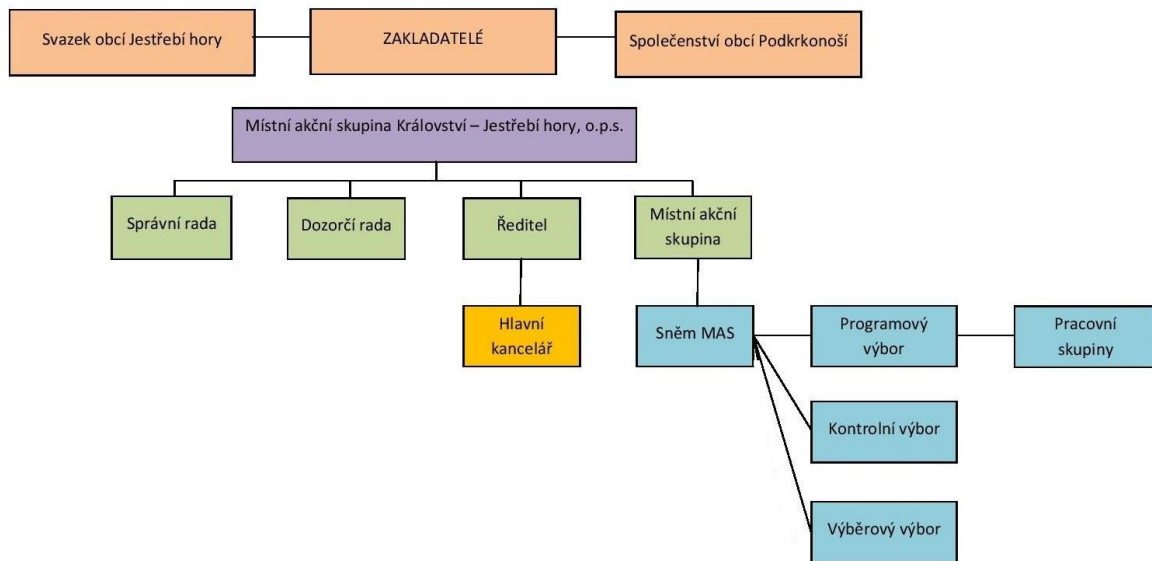 Svazek obcí Jestřebí hory
ZAKLADATELÉ
Společenství obcí Podkrkonoší
Místní akční skupina Království – Jestřebí hory, o.p.s.
Správní rada
Dozorčí rada
Ředitel
Místní akční
skupina
Hlavní
kancelář
Sněm MAS
Programový
výbor
Pracovní
skupiny
Kontrolní výbor
Výběrový výbor